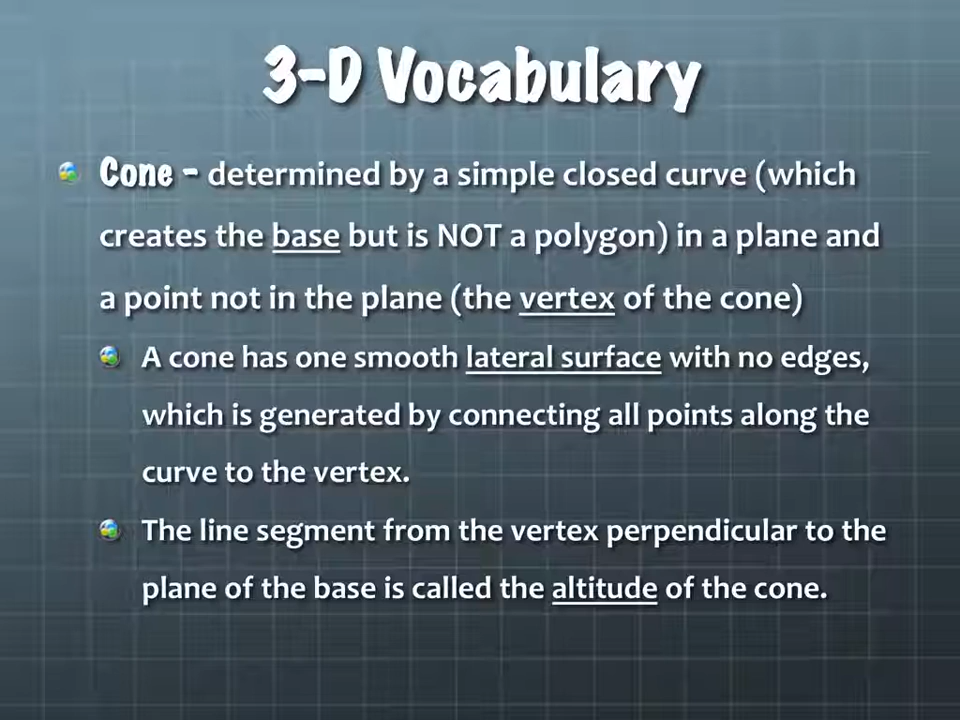 3-D Vocabulary
Cone - determined by a simple closed curve (which
creates the base but is NOT a polygon) in a plane and
a point not in the plane (the vertex of the cone)
A cone has one smooth lateral surface with no edges,
which is generated by connecting all points along the
curve to the vertex.
The line segment from the vertex perpendicular to the
plane of the base is called the altitude of the cone.